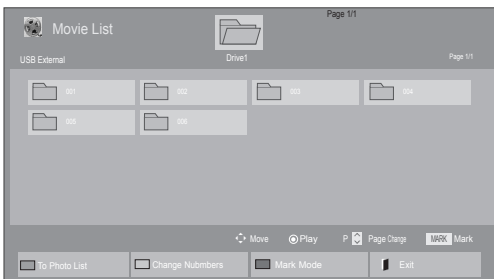 Page 1/1
Movie List
USB External
Drive1
Page 1/1
001
002
003
004
005
006
Move
Play
P
Page Change
MARK
Mark
To Photo List
Change Nubmbers
Mark Mode
Exit